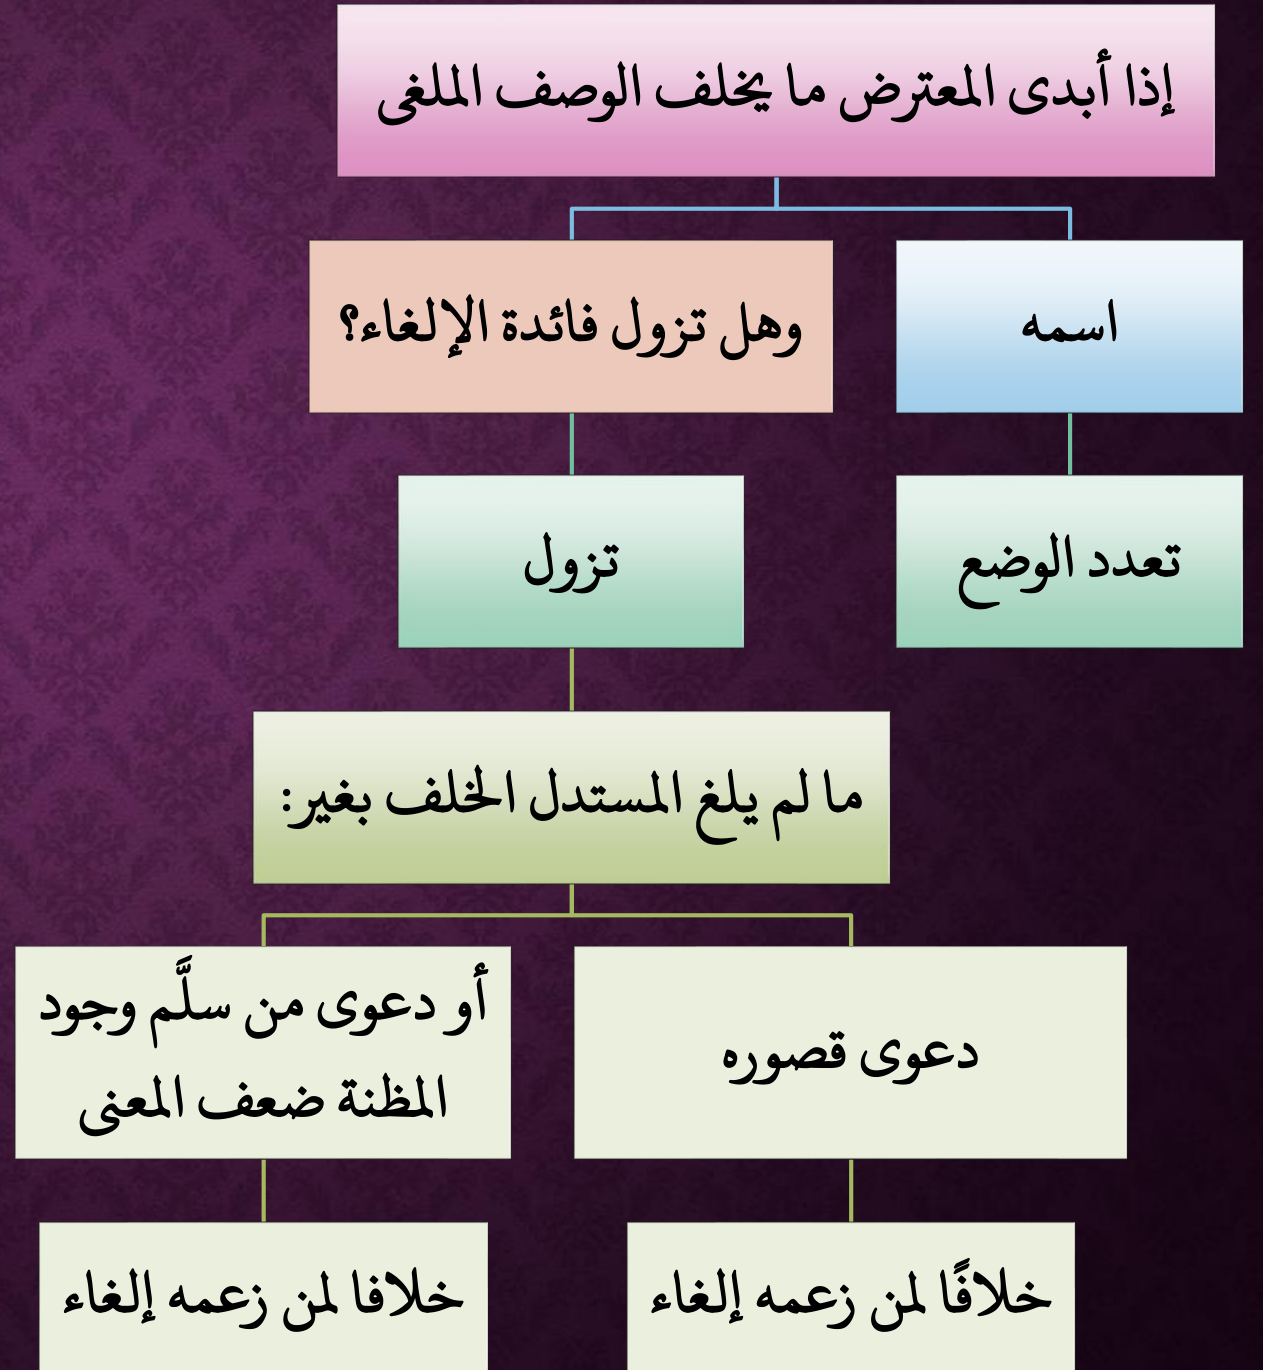 إذا أبدى المعترض ما يخلف الوصف الملغى
اسمه
وهل تزول فائدة الإلغاء؟
تعدد الوضع
تزول
ما لم يلغ المستدل الخلف بغير:
دعوى قصوره
أو دعوى من سلَّم وجود
المظنة ضعف المعنى
خلافًا لمن زعمه إلغاء
خلافا لمن زعمه إلغاء